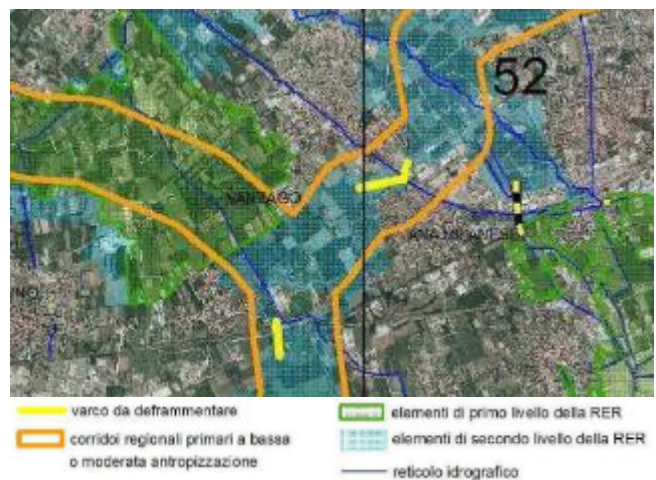 52
varco da deframmentare
corridoi regionali primari a bassa
o moderata antropizzazione
elementi di primo livello della RER
elementi di secondo livello della RER
reticolo idrografico